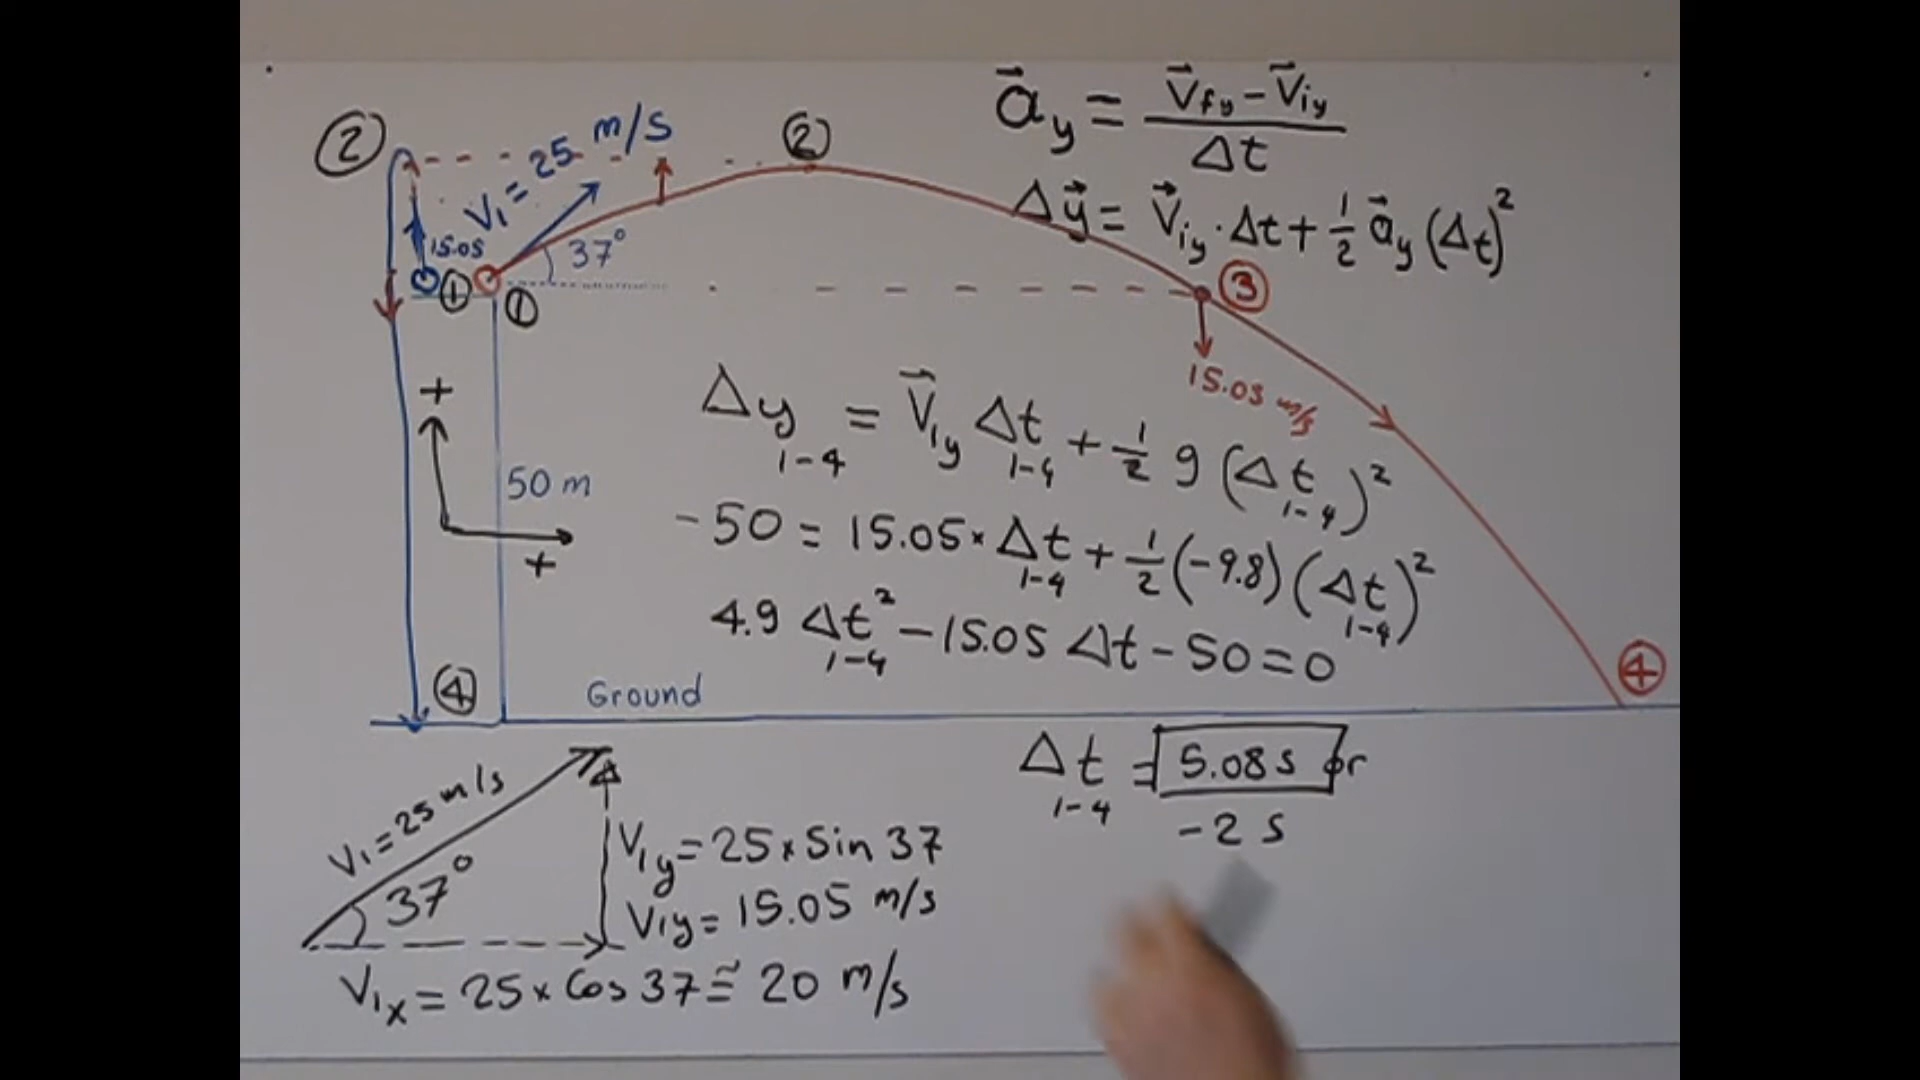 a⃗y = (V⃗fy − V⃗iy) / Δt
Δy⃗ = V⃗iy · Δt + ½ a⃗y (Δt)²
②
②
V₁ = 25 m/s
15.05
37°
①
①
③
15.05 m/s
+
+
50 m
Δy₁₋₄ = V⃗₁y Δt₁₋₄ + ½ g (Δt₁₋₄)²
-50 = 15.05 × Δt₁₋₄ + ½ (-9.8) (Δt₁₋₄)²
4.9 Δt²₁₋₄ − 15.05 Δt − 50 = 0
④
Ground
④
Δt₁₋₄ = 5.08 s or
-2 s
V₁ = 25 m/s
37°
V₁y = 25 × Sin 37
V₁y = 15.05 m/s
V₁x = 25 × Cos 37 ≅ 20 m/s